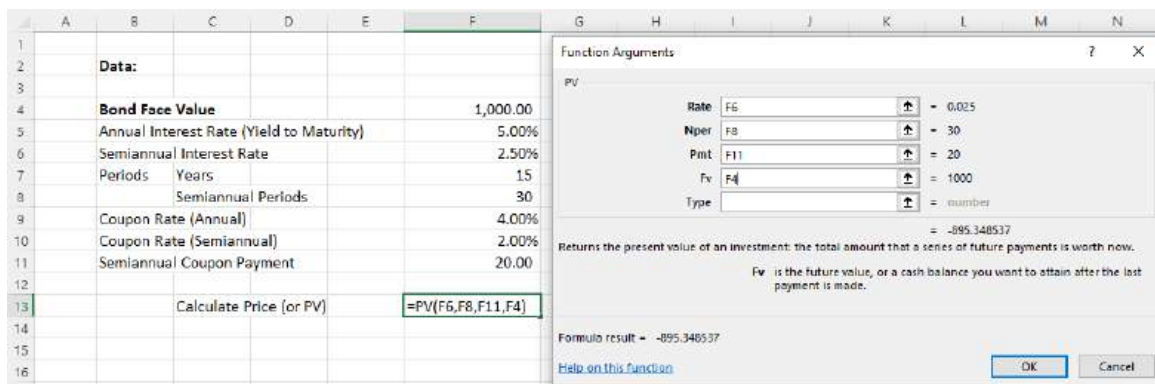 A B C D E F G H I J K L M N
1
2 Data:
3
4 Bond Face Value 1,000.00
5 Annual Interest Rate (Yield to Maturity) 5.00%
6 Semiannual Interest Rate 2.50%
7 Periods Years 15
8 Semiannual Periods 30
9 Coupon Rate (Annual) 4.00%
10 Coupon Rate (Semiannual) 2.00%
11 Semiannual Coupon Payment 20.00
12
13 Calculate Price (or PV) =PV(F6,F8,F11,F4)
14
15
16
Function Arguments ? X
PV
Rate F6 = 0.025
Nper F8 = 30
Pmt F11 = 20
Fv F4 = 1000
Type = number
= -895.348537
Returns the present value of an investment: the total amount that a series of future payments is worth now.
Fv is the future value, or a cash balance you want to attain after the last
payment is made.
Formula result = -895.348537
Help on this function OK Cancel